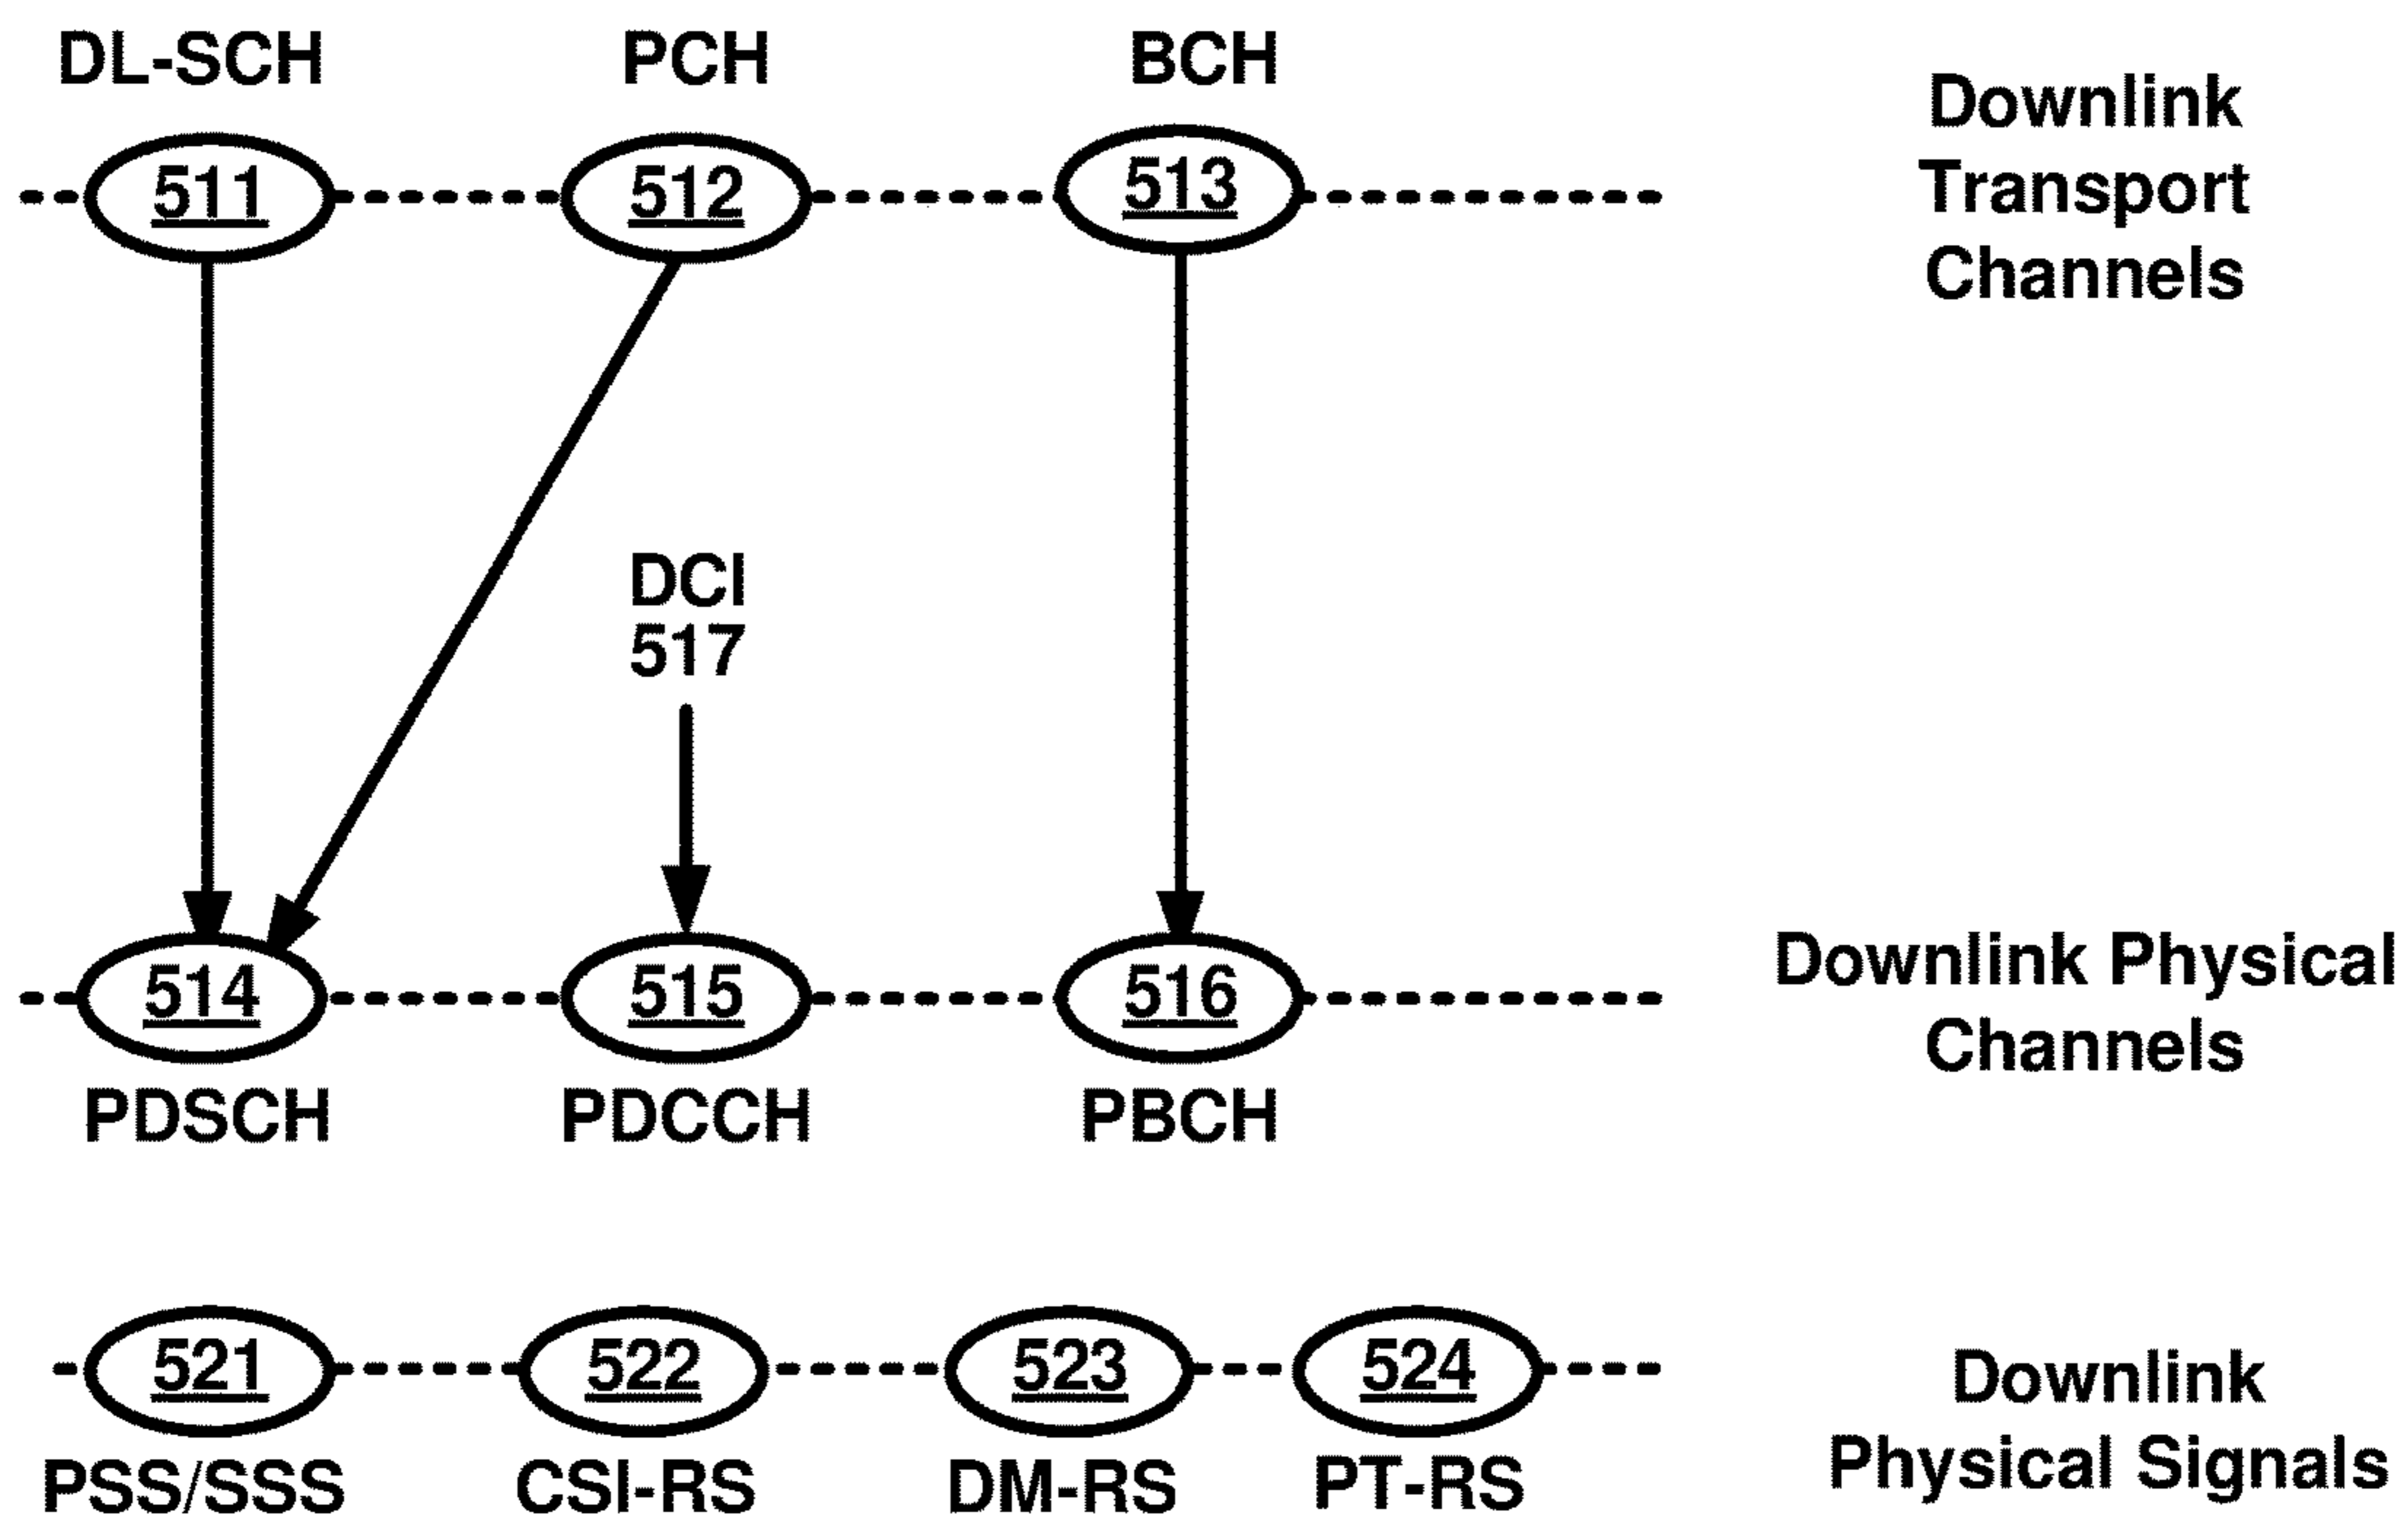 DL-SCH
PCH
BCH
511
512
513
Downlink
Transport
Channels
DCI
517
514
515
516
Downlink Physical
Channels
PDSCH
PDCCH
PBCH
521
522
523
524
Downlink
Physical Signals
PSS/SSS
CSI-RS
DM-RS
PT-RS